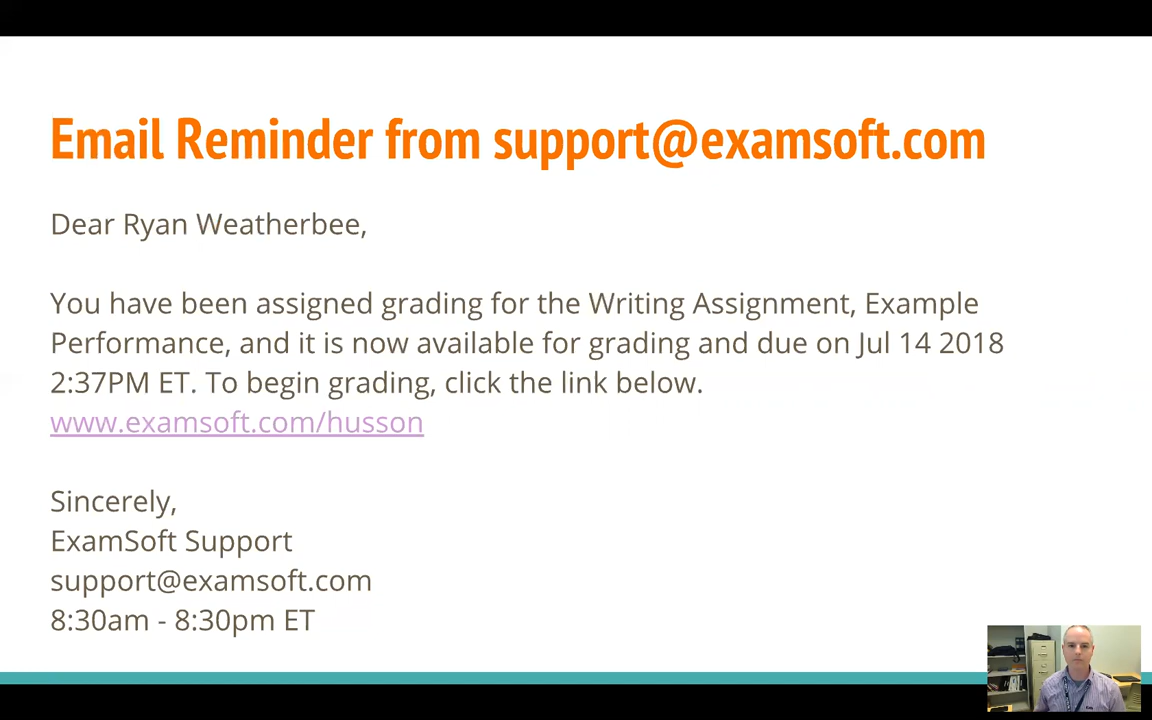 Email Reminder from support@examsoft.com
Dear Ryan Weatherbee,
You have been assigned grading for the Writing Assignment, Example
Performance, and it is now available for grading and due on Jul 14 2018
2:37PM ET. To begin grading, click the link below.
www.examsoft.com/husson
Sincerely,
ExamSoft Support
support@examsoft.com
8:30am - 8:30pm ET